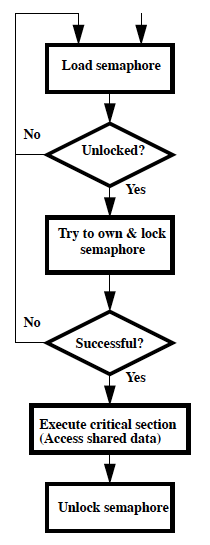 Load semaphore
No
Unlocked?
Yes
Try to own & lock
semaphore
No
Successful?
Yes
Execute critical section
(Access shared data)
Unlock semaphore